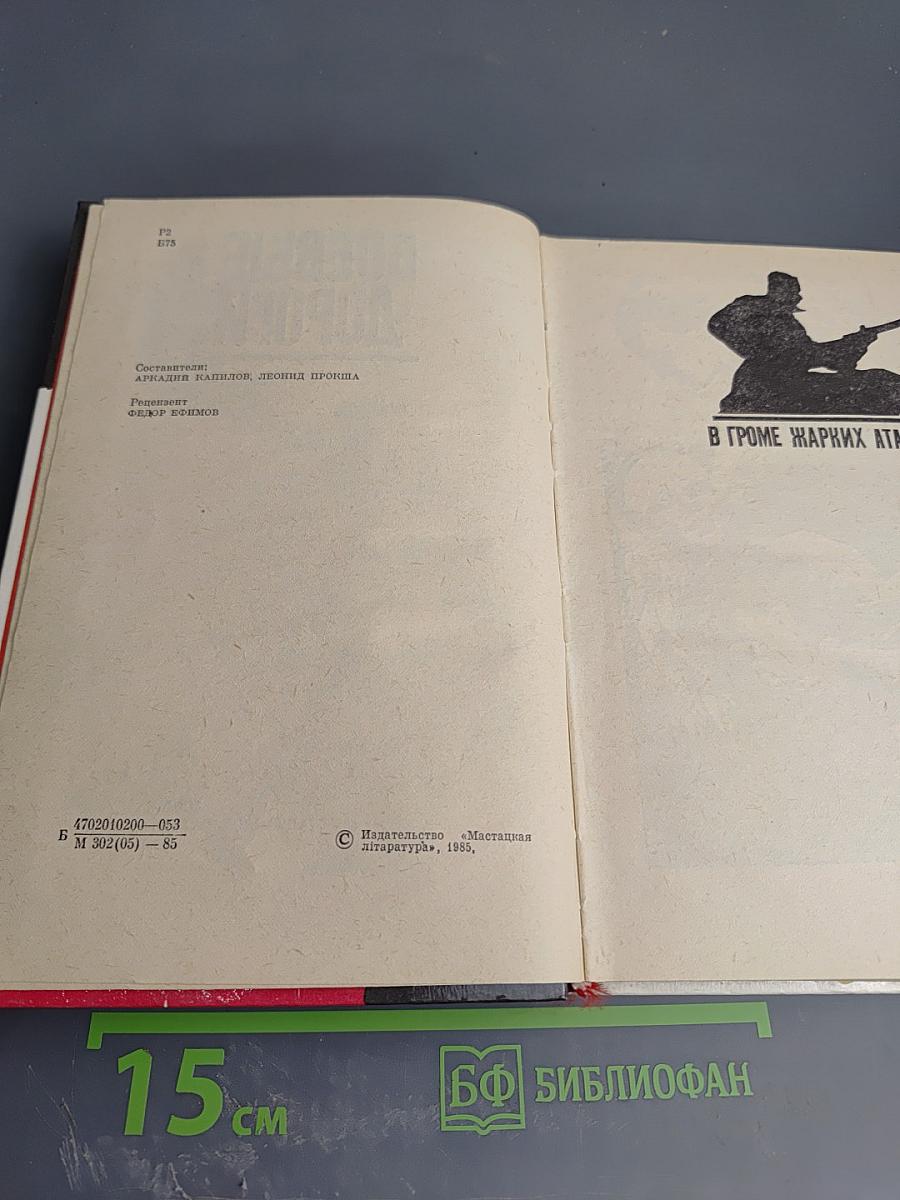 Р2
Б75
Составители:
АРКАДИЙ КАПИЛОВ, ЛЕОНИД ПРОКША
Рецензент
ФЕДОР ЕФИМОВ
Б 4702010200—053
М 302(05) — 85
© Издательство «Мастацкая
літаратура», 1985,
В ГРОМЕ ЖАРКИХ
15 см
БФ БИБЛИОФАН